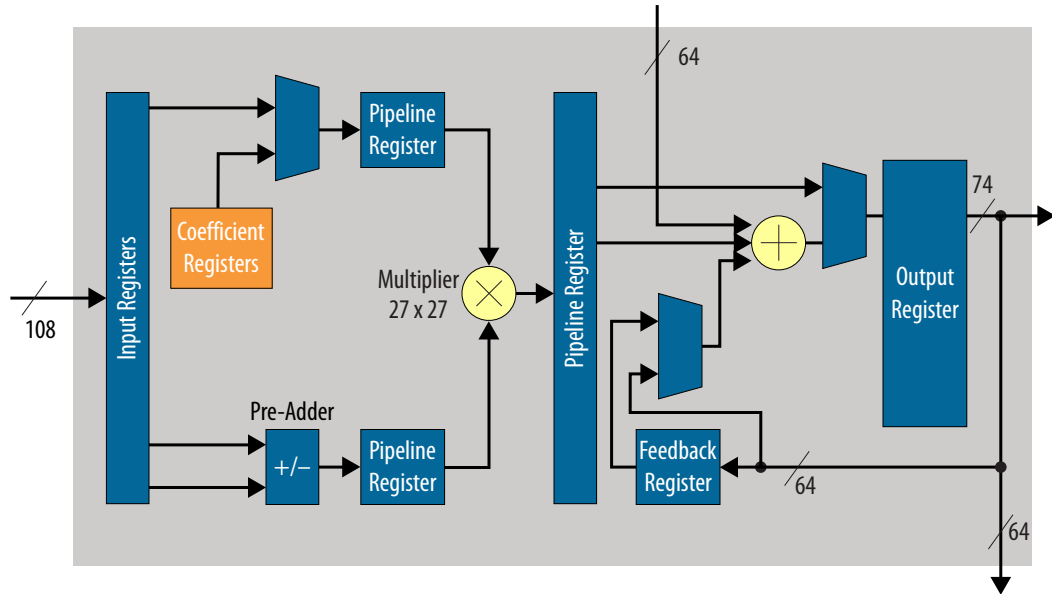 64
Pipeline
Register
74
Coefficient
Registers
Input Registers
Multiplier
27 x 27
Pipeline Register
Output
Register
108
Pre-Adder
+/−
Pipeline
Register
Feedback
Register
64
64